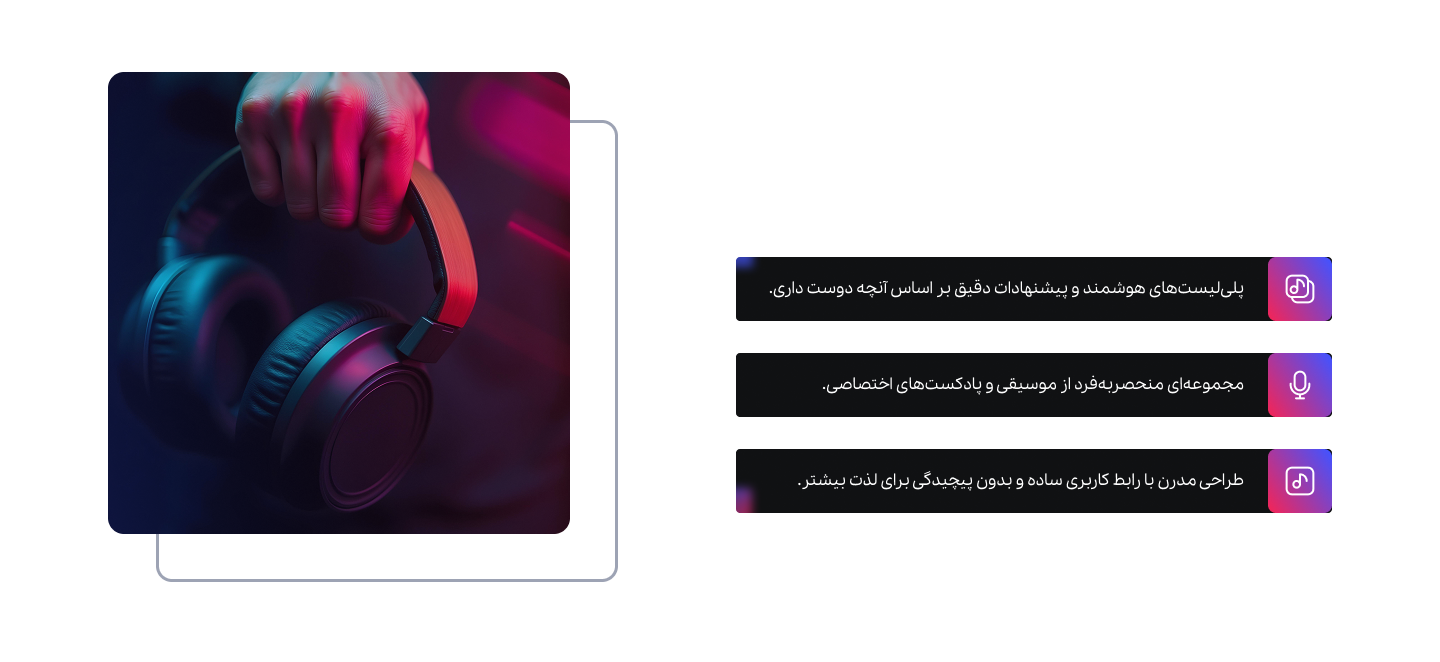 پلی‌لیست‌های هوشمند و پیشنهادات دقیق بر اساس آنچه دوست داری.
مجموعه‌ای منحصربه‌فرد از موسیقی و پادکست‌های اختصاصی.
طراحی مدرن با رابط کاربری ساده و بدون پیچیدگی برای لذت بیشتر.